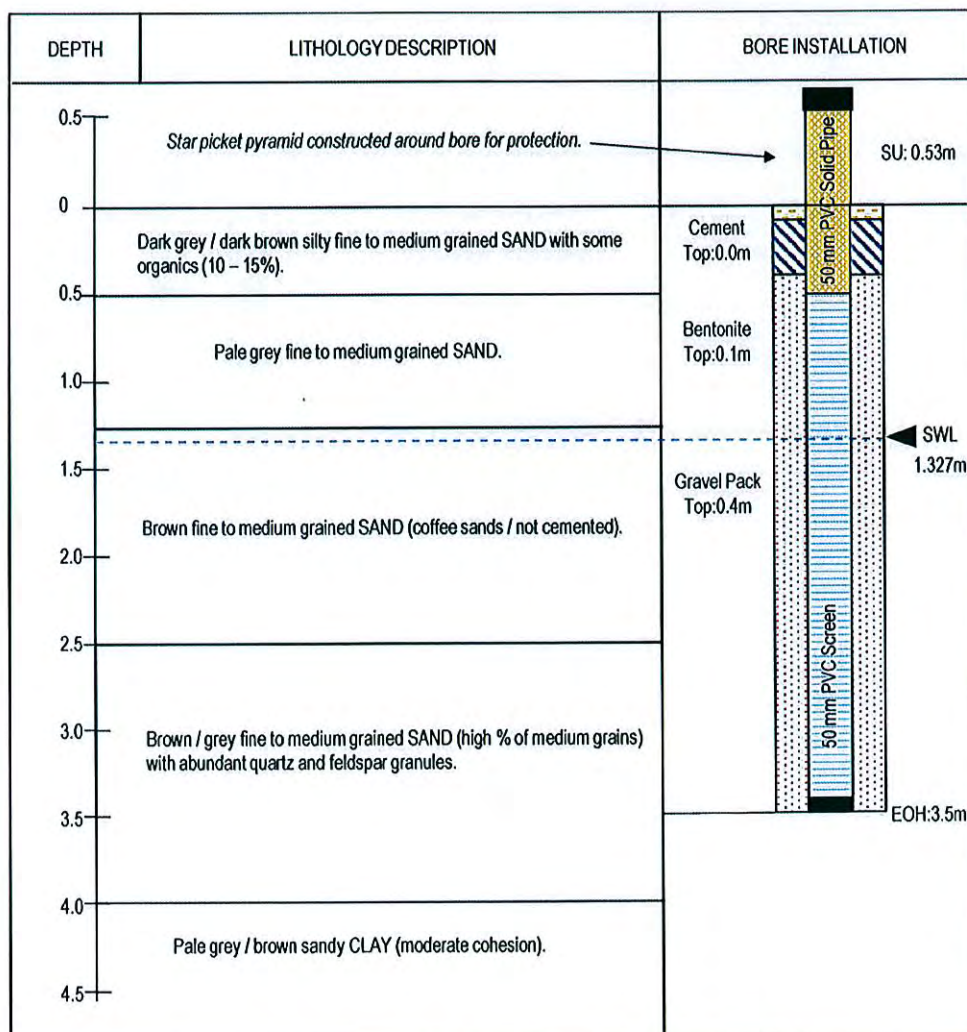 DEPTH
LITHOLOGY DESCRIPTION
BORE INSTALLATION
0.5
Star picket pyramid constructed around bore for protection.
SU: 0.53m
50 mm PVC Solid Pipe
0
Dark grey / dark brown silty fine to medium grained SAND with some
organics (10 – 15%).
Cement
Top:0.0m
0.5
Pale grey fine to medium grained SAND.
Bentonite
Top:0.1m
1.0
SWL
1.327m
1.5
Brown fine to medium grained SAND (coffee sands / not cemented).
Gravel Pack
Top:0.4m
2.0
2.5
50 mm PVC Screen
3.0
Brown / grey fine to medium grained SAND (high % of medium grains)
with abundant quartz and feldspar granules.
3.5
EOH:3.5m
4.0
Pale grey / brown sandy CLAY (moderate cohesion).
4.5